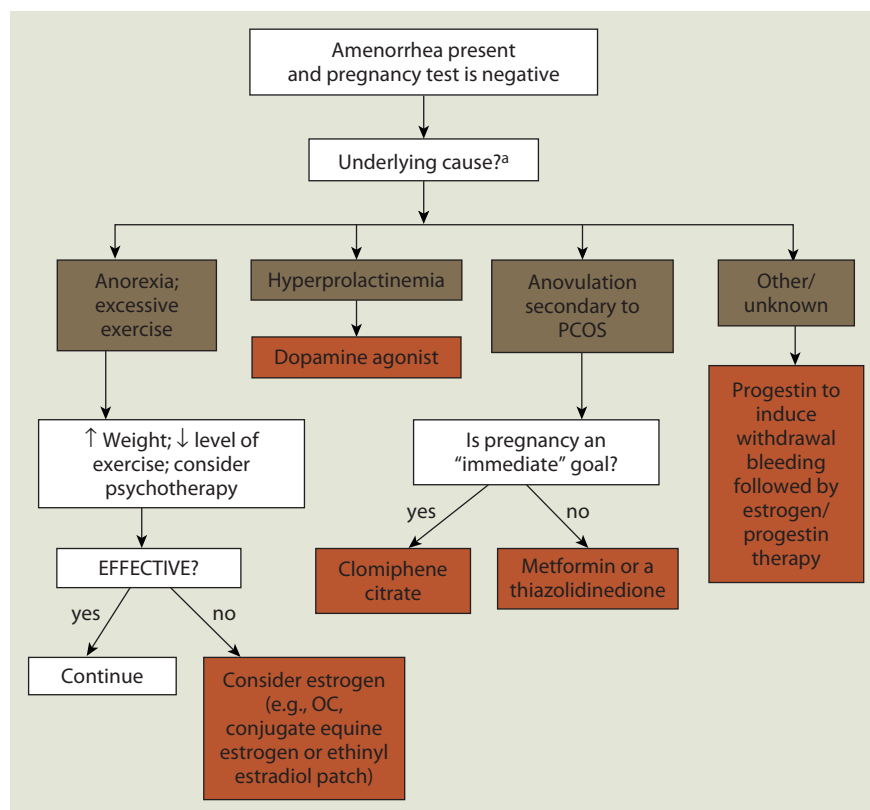 Amenorrhea present
and pregnancy test is negative
Underlying cause?ᵃ
Anorexia;
excessive
exercise
Hyperprolactinemia
Anovulation
secondary to
PCOS
Other/
unknown
Dopamine agonist
↑ Weight; ↓ level of
exercise; consider
psychotherapy
Is pregnancy an
“immediate” goal?
Progestin to
induce
withdrawal
bleeding
followed by
estrogen/
progestin
therapy
yes
no
Clomiphene
citrate
Metformin or a
thiazolidinedione
EFFECTIVE?
yes
no
Continue
Consider estrogen
(e.g., OC,
conjugate equine
estrogen or ethinyl
estradiol patch)